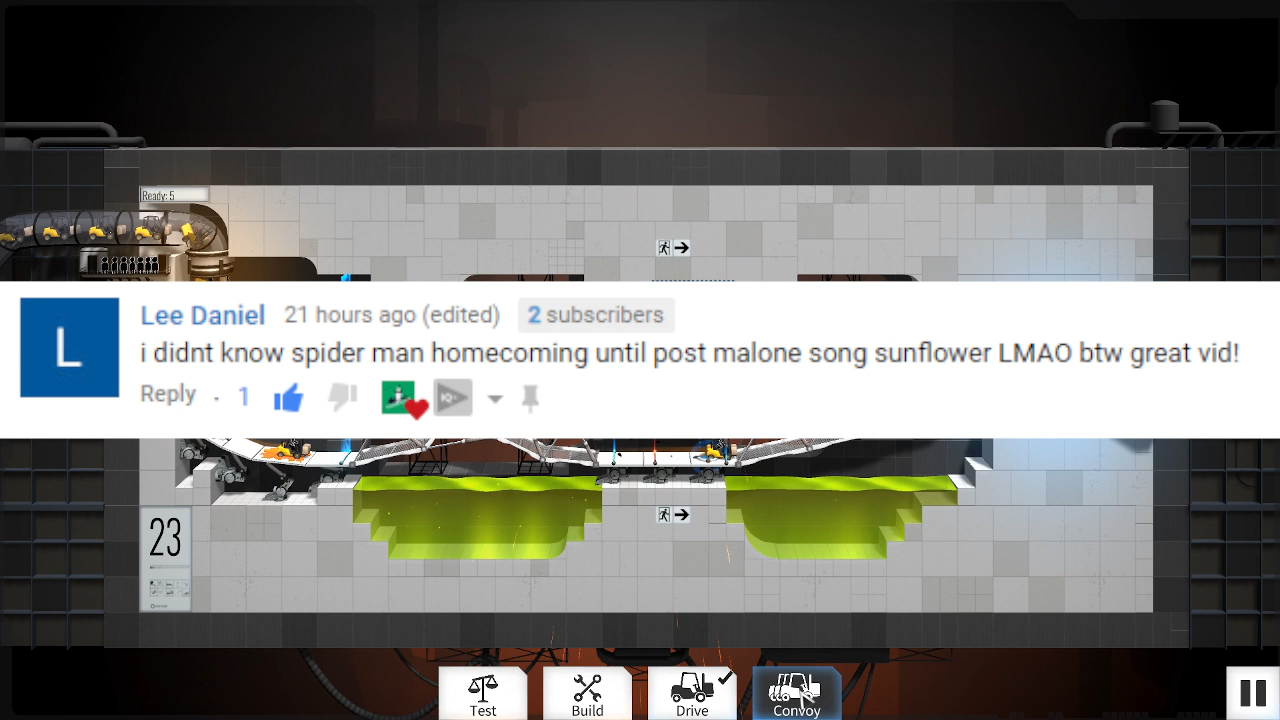 Ready: 5
Lee Daniel 21 hours ago (edited) 2 subscribers
i didnt know spider man homecoming until post malone song sunflower LMAO btw great vid!
Reply · 1
23
Test Build Drive Convoy